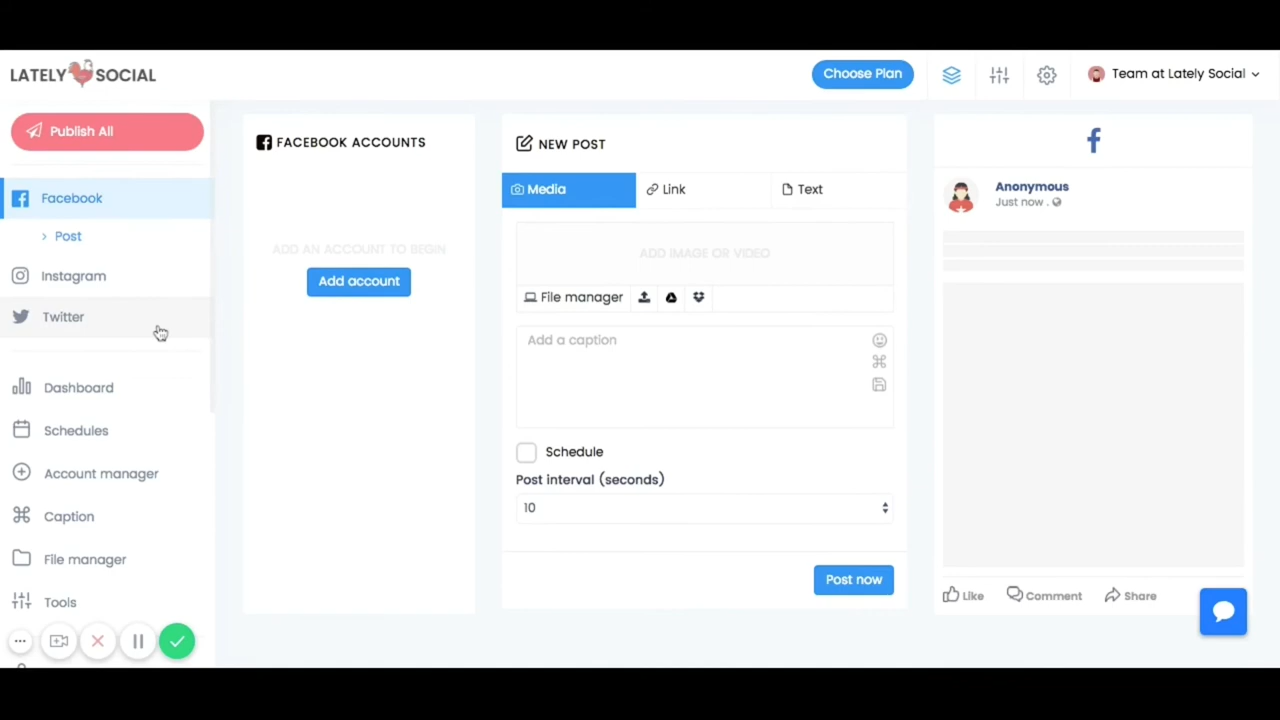 LATELY SOCIAL
Choose Plan
Team at Lately Social
Publish All
Facebook
Post
Instagram
Twitter
Dashboard
Schedules
Account manager
Caption
File manager
Tools
FACEBOOK ACCOUNTS
ADD AN ACCOUNT TO BEGIN
Add account
NEW POST
Media
Link
Text
ADD IMAGE OR VIDEO
File manager
Add a caption
Schedule
Post interval (seconds)
10
Post now
Anonymous
Just now .
Like
Comment
Share